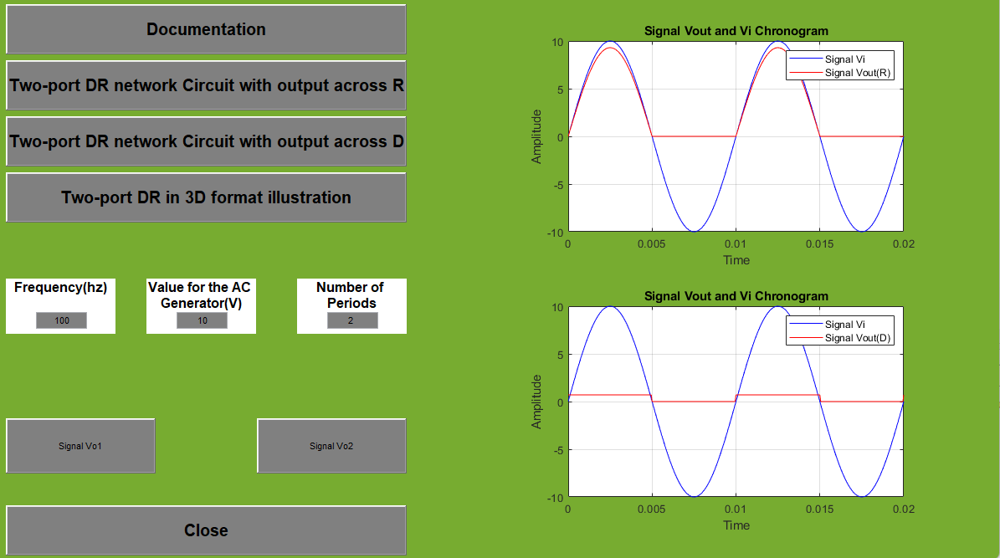 Documentation
Two-port DR network Circuit with output across R
Two-port DR network Circuit with output across D
Two-port DR in 3D format illustration
Frequency(hz)
100
Value for the AC
Generator(V)
10
Number of
Periods
2
Signal Vo1
Signal Vo2
Close
Signal Vout and Vi Chronogram
Signal Vi
Signal Vout(R)
10
5
0
-5
-10
Amplitude
0 0.005 0.01 0.015 0.02
Time
Signal Vout and Vi Chronogram
Signal Vi
Signal Vout(D)
10
5
0
-5
-10
Amplitude
0 0.005 0.01 0.015 0.02
Time